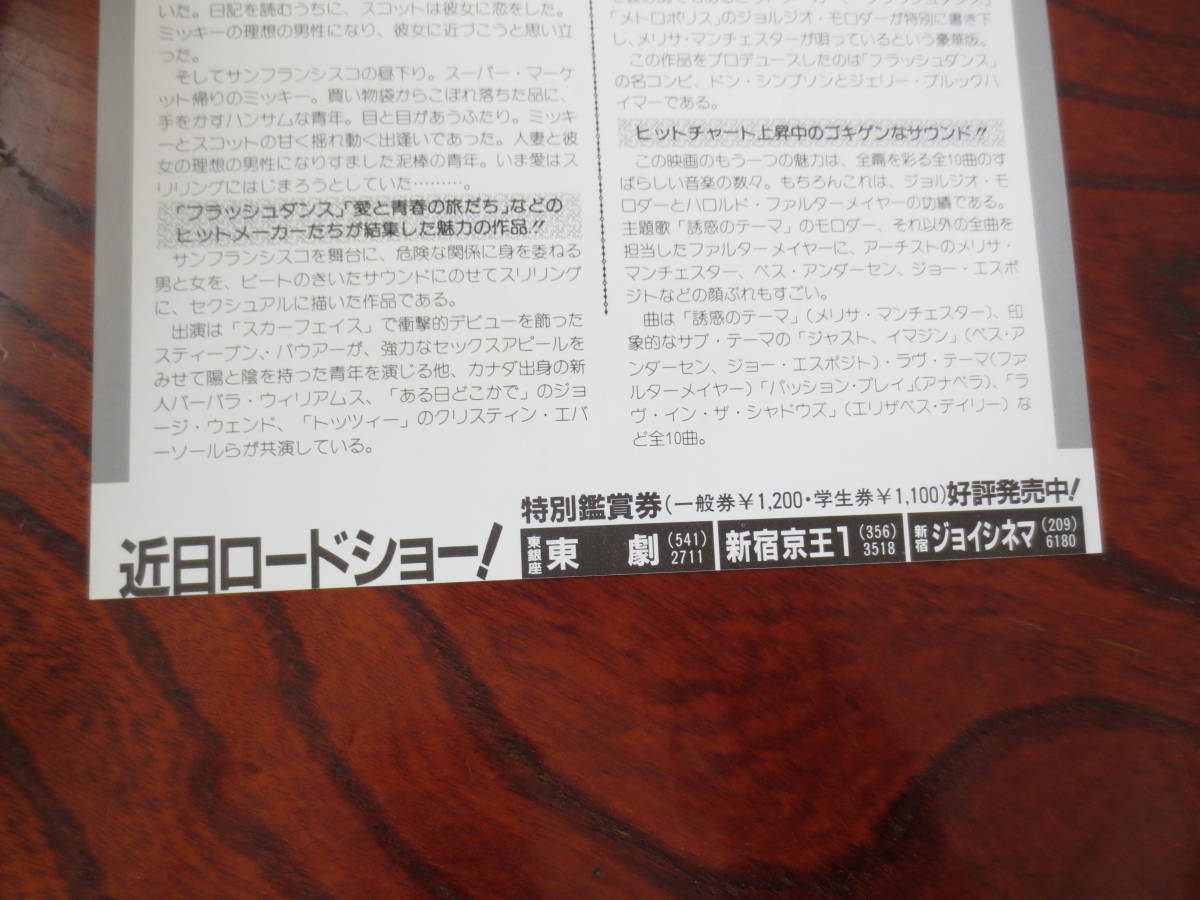 いた。日記を読むうちに、スコットは彼女に恋をした。
ミッキーの理想の男性になり、彼女に近づこうと思い立
った。
そしてサンフランシスコの昼下り。スーパー・マーケ
ット帰りのミッキー。買い物袋からこぼれ落ちた品に、
手をかすハンサムな青年。目と目があうふたり。ミッキ
ーとスコットの甘く揺れ動く出逢いであった。人妻と彼
女の理想の男性になりすました泥棒の青年。いま愛はス
リリングにはじまろうとしていた………。
「フラッシュダンス」「愛と青春の旅だち」などの
ヒットメーカーたちが結集した魅力の作品!!
サンフランシスコを舞台に、危険な関係に身を委ねる
男と女を、ビートのきいたサウンドにのせてスリリング
に、セクシュアルに描いた作品である。
出演は「スカーフェイス」で衝撃的デビューを飾った
スティーブン・バウアーが、強力なセックスアピールを
みせて陽と陰を持った青年を演じる他、カナダ出身の新
人バーバラ・ウィリアムス、「ある日どこかで」のジョ
ージ・ウェンド、「トッツィー」のクリスティン・エバ
ーソールらが共演している。
「メトロポリス」のジョルジオ・モロダーが特別に書き下
し、メリサ・マンチェスターが唄っているという豪華版。
この作品をプロデュースしたのは「フラッシュダンス」
の名コンビ、ドン・シンプソンとジェリー・ブルックハ
イマーである。
ヒットチャート上昇中のゴキゲンなサウンド!!
この映画のもう一つの魅力は、全篇を彩る全10曲のす
ばらしい音楽の数々。もちろんこれは、ジョルジオ・モ
ロダーとハロルド・ファルターメイヤーの功績である。
主題歌「誘惑のテーマ」のモロダー、それ以外の全曲を
担当したファルターメイヤーに、アーチストのメリサ・
マンチェスター、ベス・アンダーセン、ジョー・エスポ
ジトなどの顔ぶれもすごい。
曲は「誘惑のテーマ」(メリサ・マンチェスター)、印
象的なサブ・テーマの「ジャスト、イマジン」(ベス・ア
ンダーセン、ジョー・エスポジト)・ラヴ・テーマ(ファ
ルターメイヤー)「パッション・プレイ」(アナベラ)、「ラ
ヴ・イン・ザ・シャドウズ」(エリザベス・デイリー)な
ど全10曲。
特別鑑賞券(一般券￥1,200・学生券￥1,100)好評発売中!
近日ロードショー!
東銀座 東劇 (541) 2711
新宿京王1 (356) 3518
新宿 ジョイシネマ (209) 6180